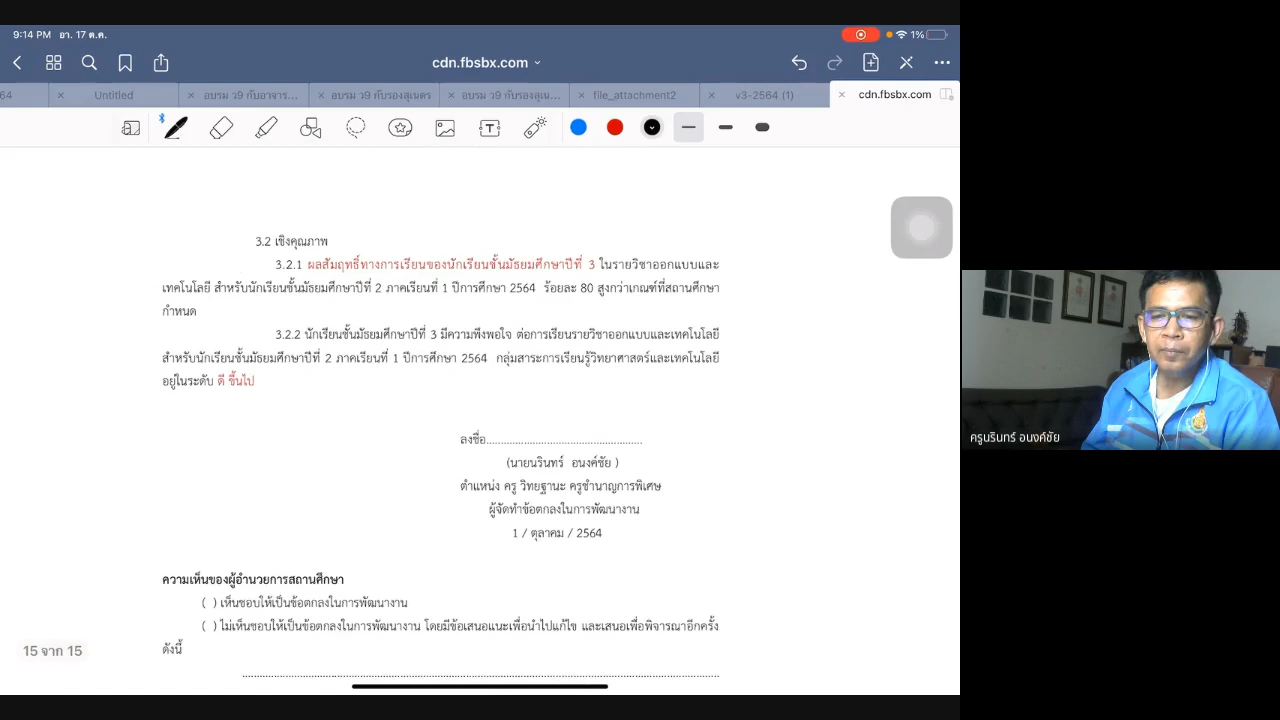 9:14 PM อา. 17 ต.ค.
1%
cdn.fbsbx.com
64
Untitled
อบรม ว9 กับอาจาร...
อบรม ว9 กับรองสุเนตร
อบรม ว9 กับรองสุเน...
file_attachment2
v3-2564 (1)
cdn.fbsbx.com
3.2 เชิงคุณภาพ
3.2.1 ผลสัมฤทธิ์ทางการเรียนของนักเรียนชั้นมัธยมศึกษาปีที่ 3 ในรายวิชาออกแบบและ
เทคโนโลยี สำหรับนักเรียนชั้นมัธยมศึกษาปีที่ 2 ภาคเรียนที่ 1 ปีการศึกษา 2564 ร้อยละ 80 สูงกว่าเกณฑ์ที่สถานศึกษา
กำหนด
3.2.2 นักเรียนชั้นมัธยมศึกษาปีที่ 3 มีความพึงพอใจ ต่อการเรียนรายวิชาออกแบบและเทคโนโลยี
สำหรับนักเรียนชั้นมัธยมศึกษาปีที่ 2 ภาคเรียนที่ 1 ปีการศึกษา 2564 กลุ่มสาระการเรียนรู้วิทยาศาสตร์และเทคโนโลยี
อยู่ในระดับ ดี ขึ้นไป
ลงชื่อ......................................................
(นายนรินทร์ อนงค์ชัย )
ตำแหน่ง ครู วิทยฐานะ ครูชำนาญการพิเศษ
ผู้จัดทำข้อตกลงในการพัฒนางาน
1 / ตุลาคม / 2564
ความเห็นของผู้อำนวยการสถานศึกษา
( ) เห็นชอบให้เป็นข้อตกลงในการพัฒนางาน
( ) ไม่เห็นชอบให้เป็นข้อตกลงในการพัฒนางาน โดยมีข้อเสนอแนะเพื่อนำไปแก้ไข และเสนอเพื่อพิจารณาอีกครั้ง
ดังนี้
15 จาก 15
ครูนรินทร์ อนงค์ชัย